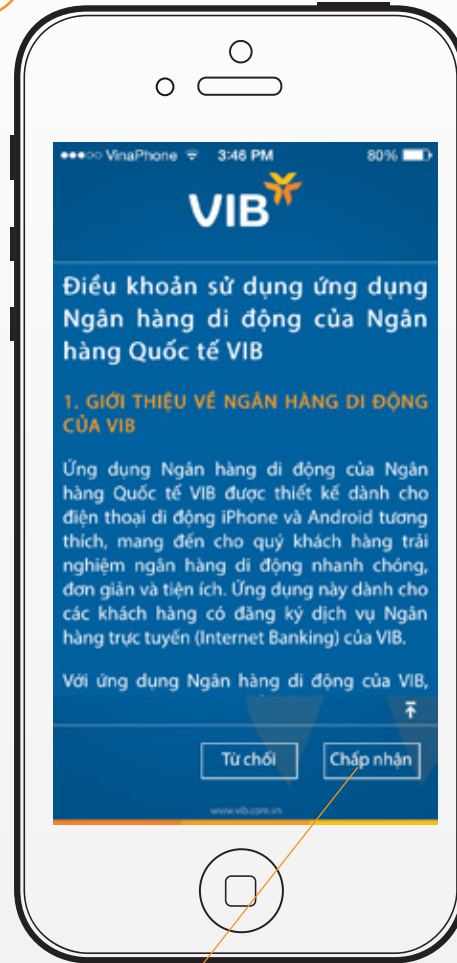 VinaPhone 3:46 PM 80%
VIB
Điều khoản sử dụng ứng dụng
Ngân hàng di động của Ngân
hàng Quốc tế VIB
1. GIỚI THIỆU VỀ NGÂN HÀNG DI ĐỘNG
CỦA VIB
Ứng dụng Ngân hàng di động của Ngân
hàng Quốc tế VIB được thiết kế dành cho
điện thoại di động iPhone và Android tương
thích, mang đến cho quý khách hàng trải
nghiệm ngân hàng di động nhanh chóng,
đơn giản và tiện ích. Ứng dụng này dành cho
các khách hàng có đăng ký dịch vụ Ngân
hàng trực tuyến (Internet Banking) của VIB.
Với ứng dụng Ngân hàng di động của VIB,
Từ chối Chấp nhận
www.vib.com.vn